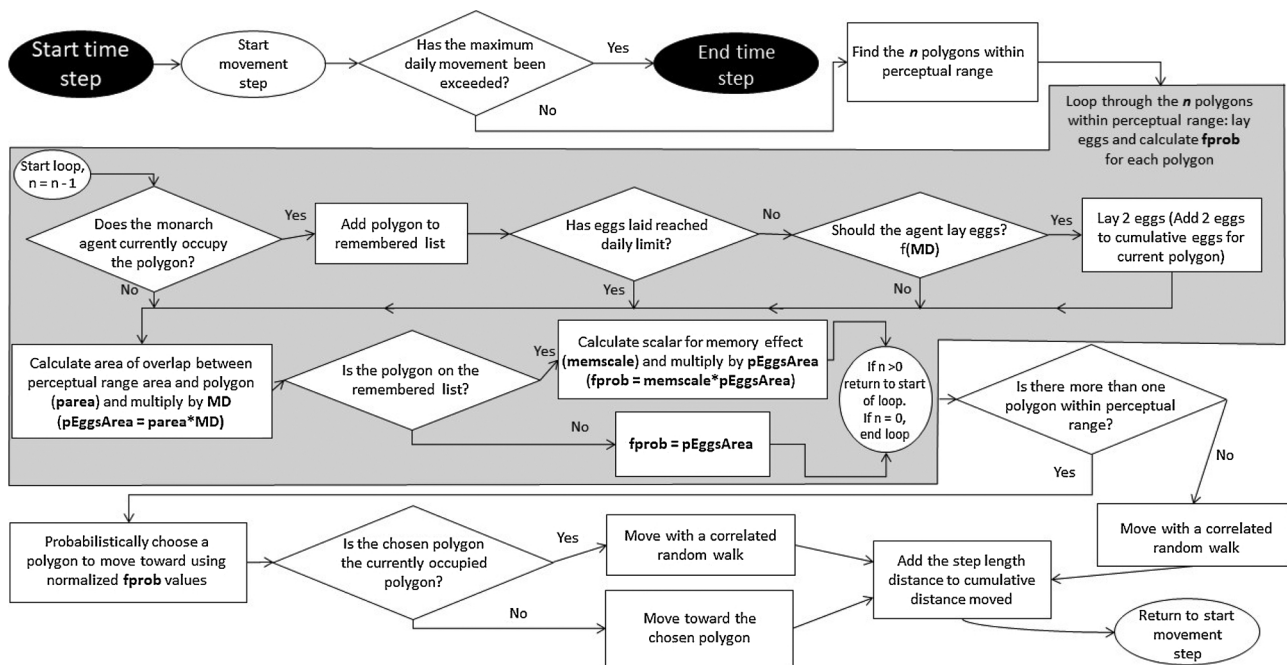 Start time
step
Start
movement
step
Has the maximum
daily movement been
exceeded?
Yes
No
End time
step
Find the n polygons within
perceptual range
Loop through the n polygons
within perceptual range: lay
eggs and calculate fprob
for each polygon
Start loop,
n = n - 1
Does the monarch
agent currently occupy
the polygon?
Yes
No
Add polygon to
remembered list
Has eggs laid reached
daily limit?
No
Yes
Should the agent lay eggs?
f(MD)
Yes
No
Lay 2 eggs (Add 2 eggs
to cumulative eggs for
current polygon)
Calculate area of overlap between
perceptual range area and polygon
(parea) and multiply by MD
(pEggsArea = parea*MD)
Is the polygon on the
remembered list?
Yes
No
Calculate scalar for memory effect
(memscale) and multiply by pEggsArea
(fprob = memscale*pEggsArea)
fprob = pEggsArea
If n >0
return to start
of loop.
If n = 0,
end loop
Is there more than one
polygon within perceptual
range?
Yes
No
Probabilistically choose a
polygon to move toward using
normalized fprob values
Is the chosen polygon
the currently occupied
polygon?
Yes
No
Move with a correlated
random walk
Move toward the
chosen polygon
Add the step length
distance to cumulative
distance moved
Move with a correlated
random walk
Return to start
movement
step